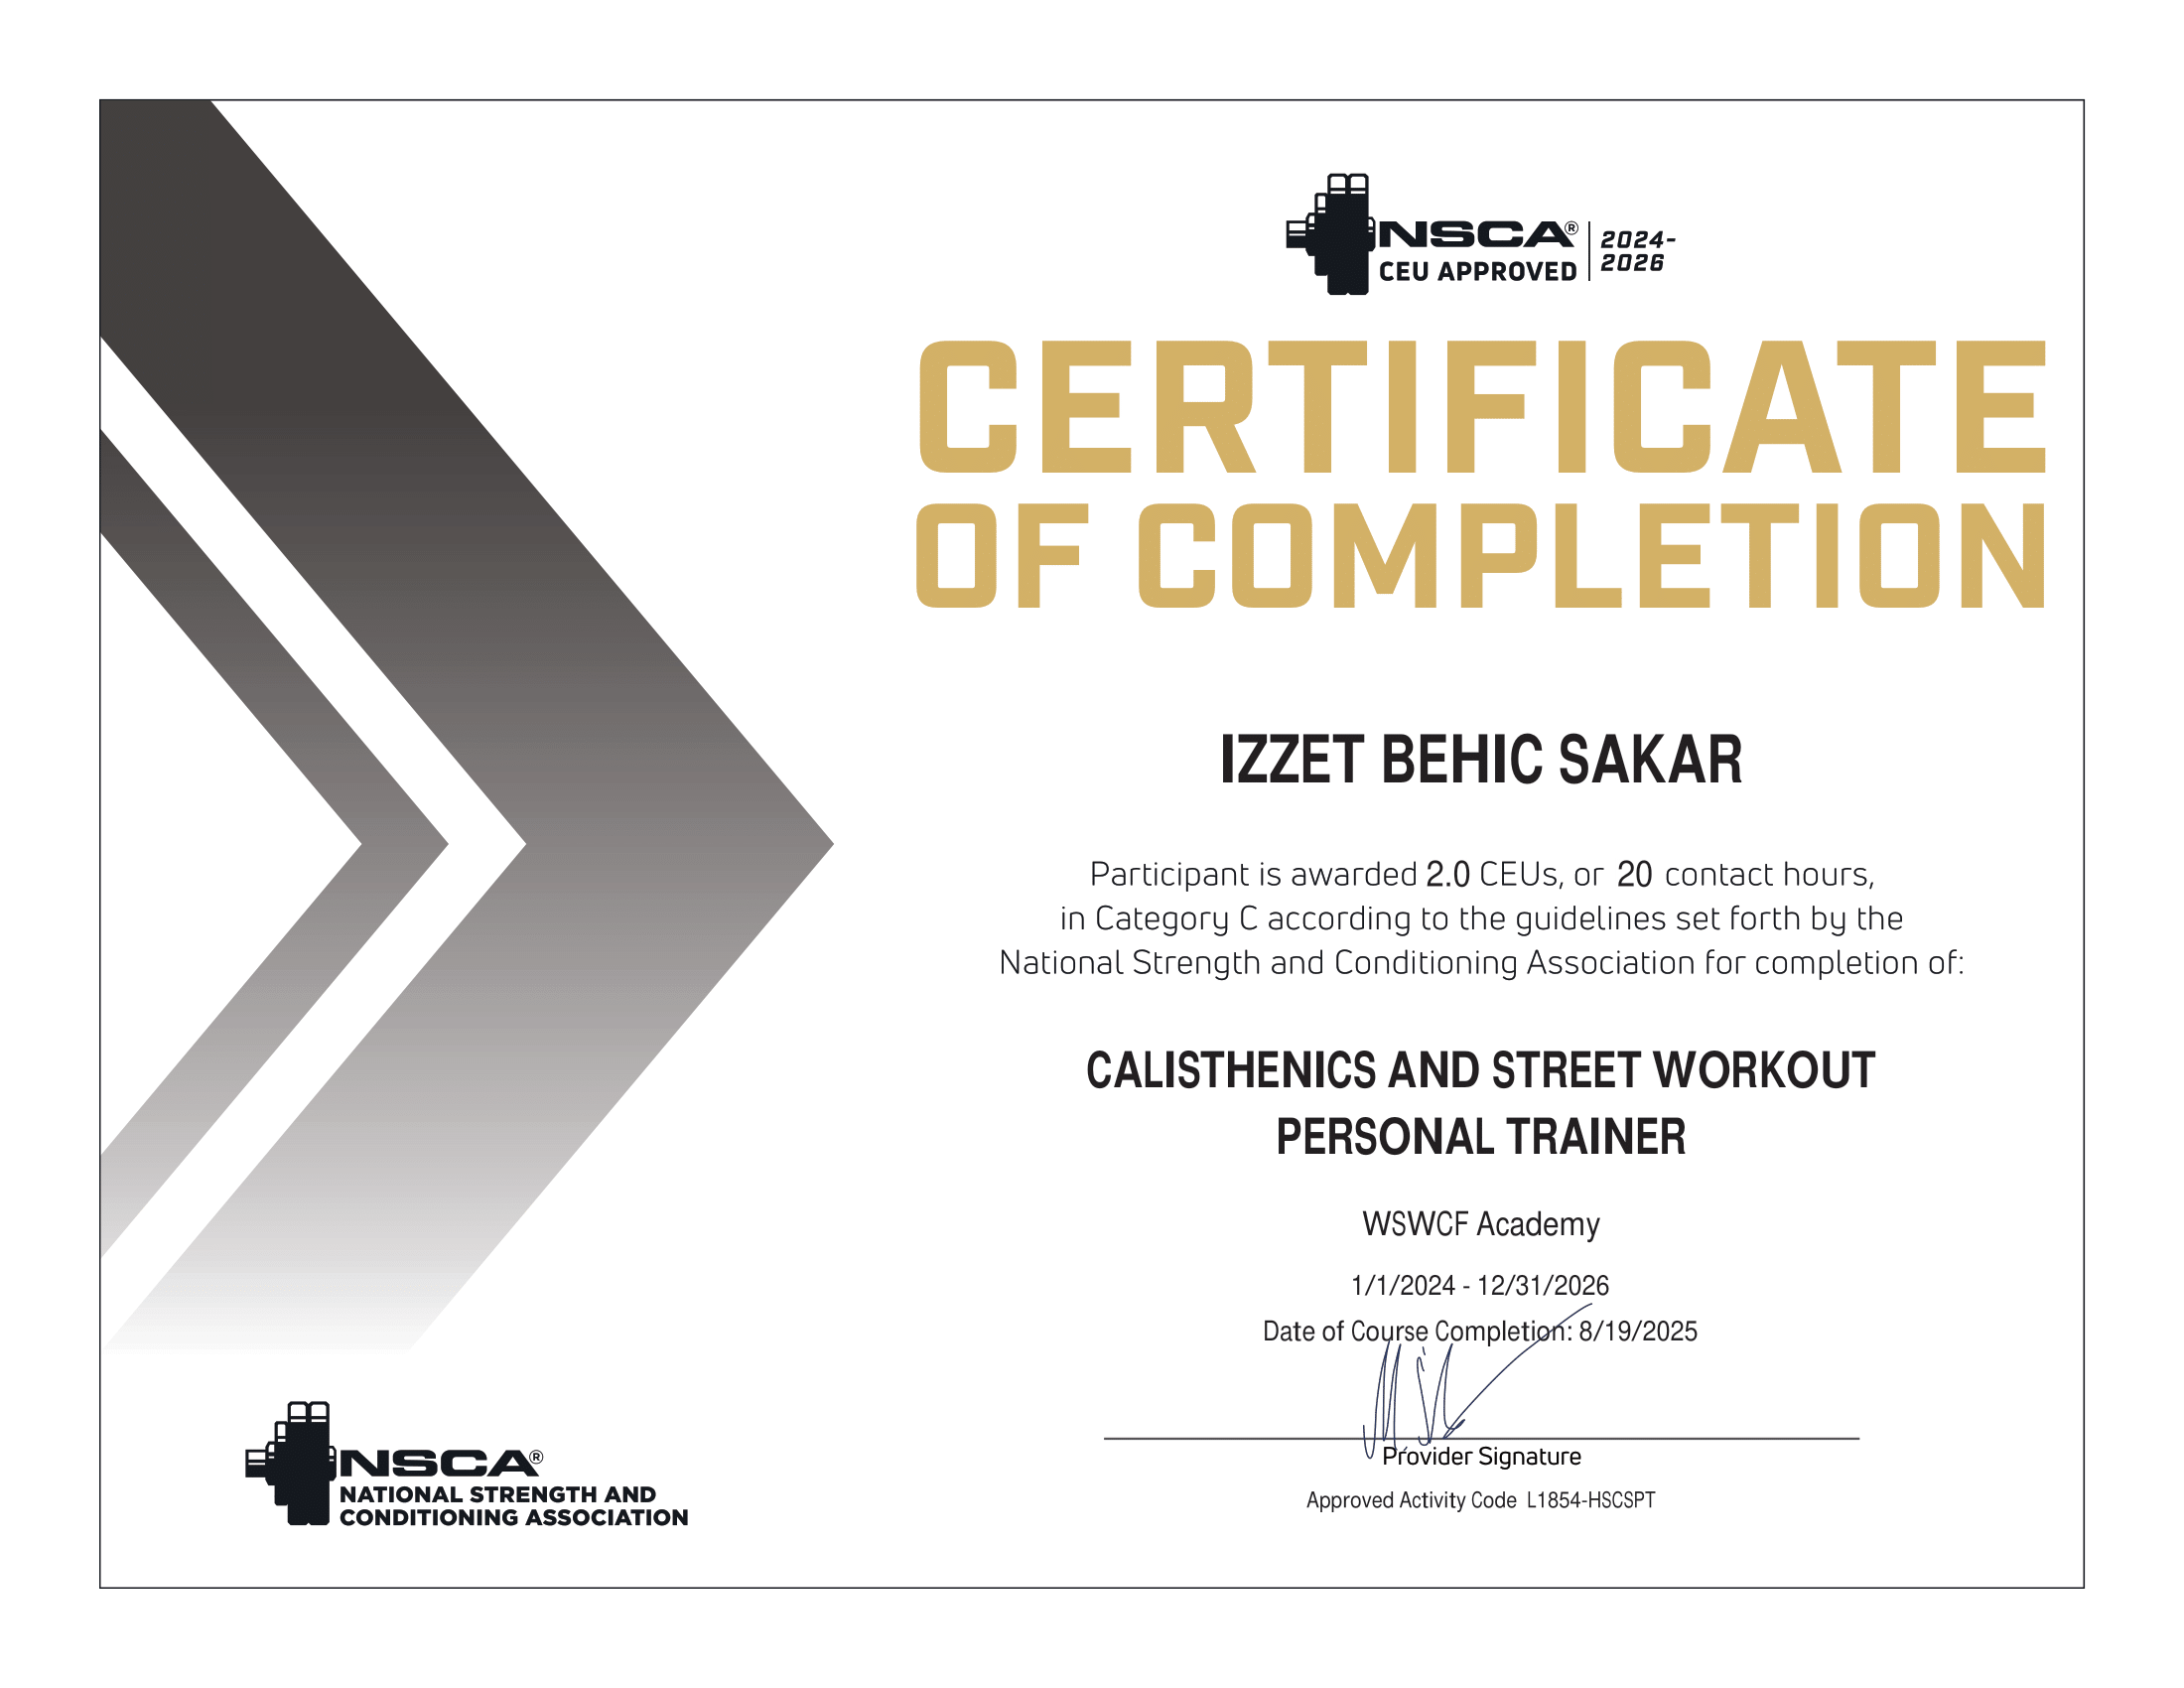 NSCA®
CEU APPROVED
2024-
2026
CERTIFICATE
OF COMPLETION
IZZET BEHIC SAKAR
Participant is awarded 2.0 CEUs, or 20 contact hours,
in Category C according to the guidelines set forth by the
National Strength and Conditioning Association for completion of:
CALISTHENICS AND STREET WORKOUT
PERSONAL TRAINER
WSWCF Academy
1/1/2024 - 12/31/2026
Date of Course Completion: 8/19/2025
Provider Signature
Approved Activity Code L1854-HSCSPT
NSCA®
NATIONAL STRENGTH AND
CONDITIONING ASSOCIATION